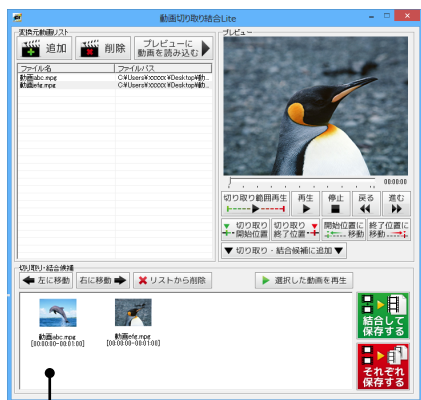 動画切り取り結合Lite
変換元動画リスト
追加
削除
プレビューに
動画を読み込む
ファイル名 ファイルパス
動画abc.mpg C:¥Users¥xxxxx¥Desktop¥動...
動画efg.mpg C:¥Users¥xxxxx¥Desktop¥動...
プレビュー
00:00:00
切り取り範囲再生
再生
停止
戻る
進む
切り取り
開始位置
切り取り
終了位置
開始位置に
移動
終了位置に
移動
▼ 切り取り・結合候補に追加 ▼
切り取り・結合候補
左に移動
右に移動
リストから削除
選択した動画を再生
動画abc.mpg
[00:00:00-00:01:00]
動画efg.mpg
[00:00:00-00:01:00]
結合して
保存する
それぞれ
保存する